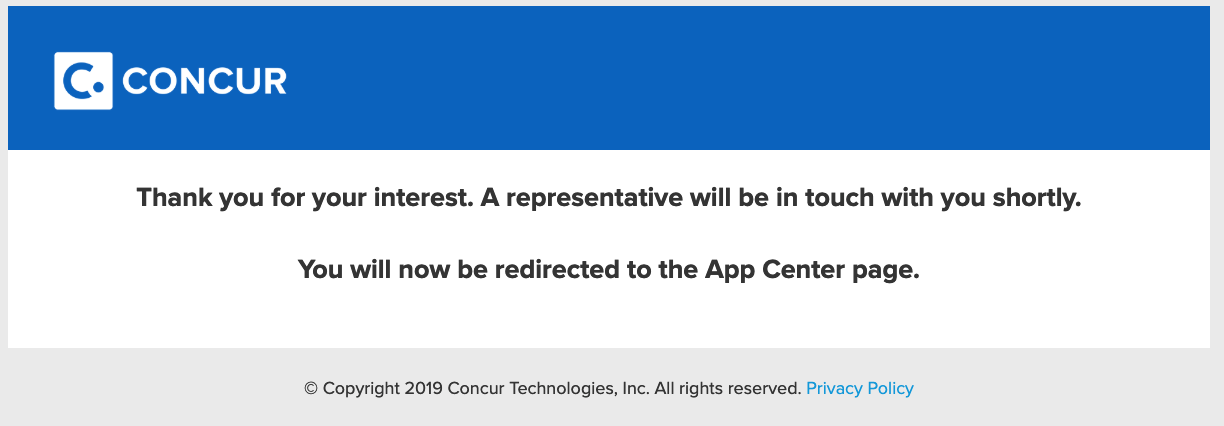 CONCUR
Thank you for your interest. A representative will be in touch with you shortly.
You will now be redirected to the App Center page.
© Copyright 2019 Concur Technologies, Inc. All rights reserved. Privacy Policy